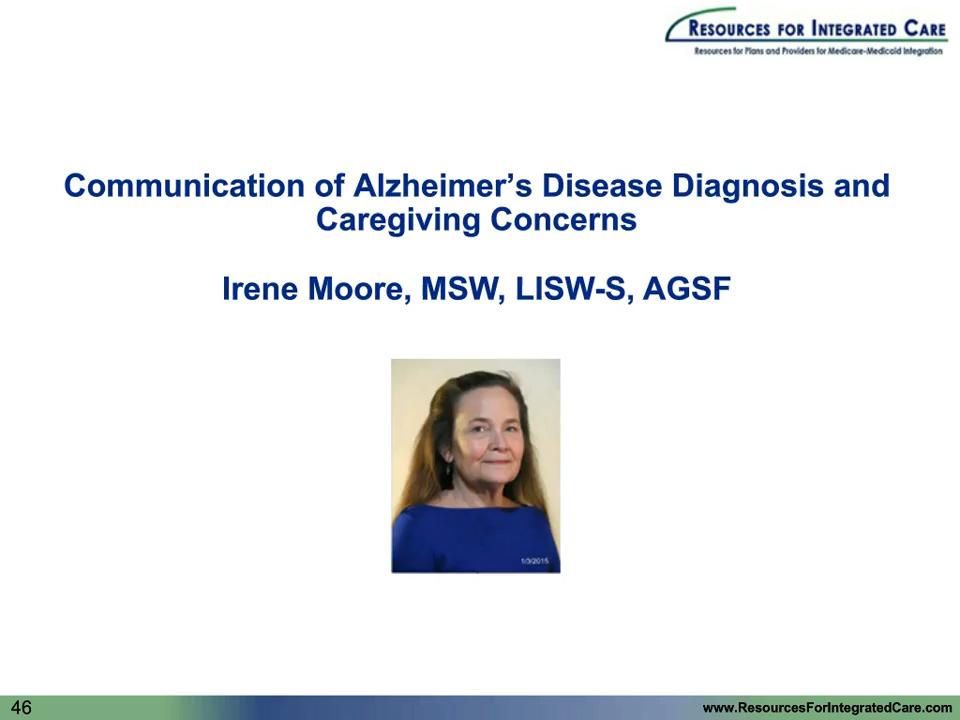 RESOURCES FOR INTEGRATED CARE
Resources for Plans and Providers for Medicare-Medicaid Integration
Communication of Alzheimer’s Disease Diagnosis and
Caregiving Concerns
Irene Moore, MSW, LISW-S, AGSF
1/3/2015
46
www.ResourcesForIntegratedCare.com